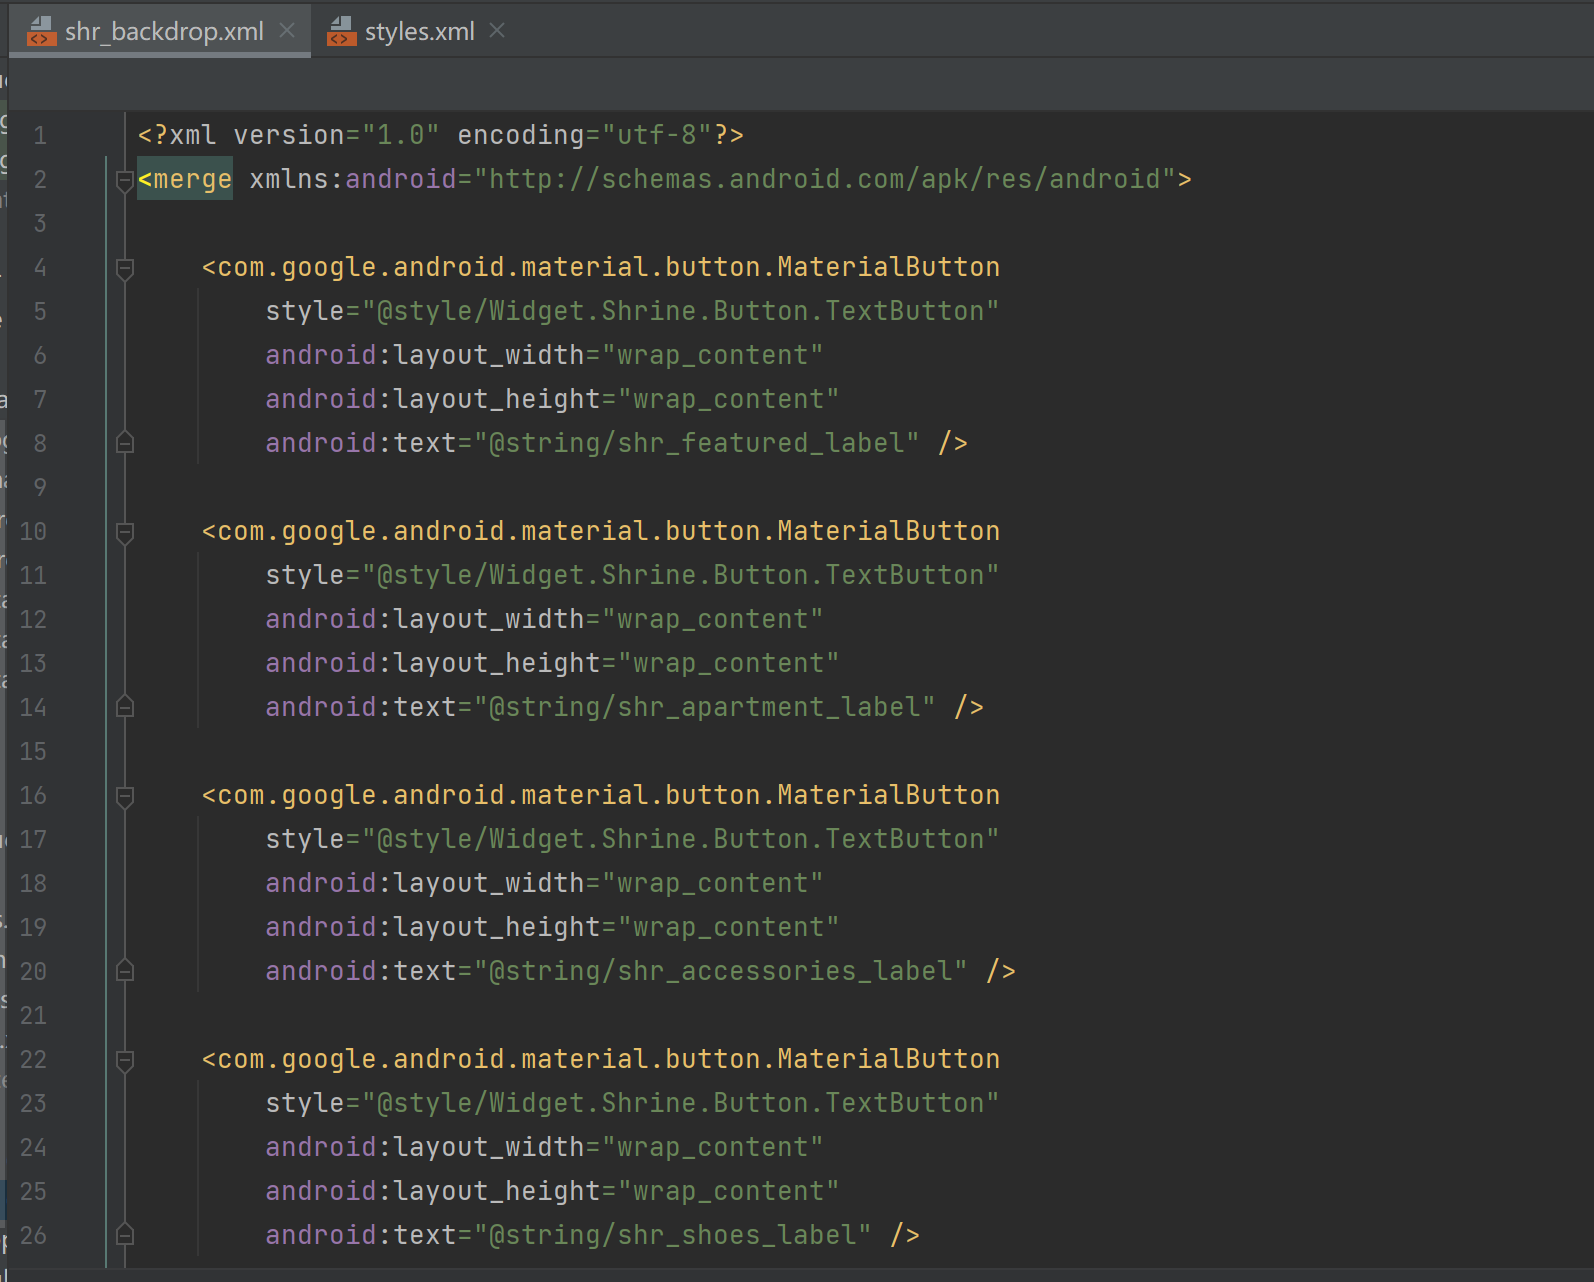 shr_backdrop.xml styles.xml
1 <?xml version="1.0" encoding="utf-8"?>
2 <merge xmlns:android="http://schemas.android.com/apk/res/android">
3
4 <com.google.android.material.button.MaterialButton
5 style="@style/Widget.Shrine.Button.TextButton"
6 android:layout_width="wrap_content"
7 android:layout_height="wrap_content"
8 android:text="@string/shr_featured_label" />
9
10 <com.google.android.material.button.MaterialButton
11 style="@style/Widget.Shrine.Button.TextButton"
12 android:layout_width="wrap_content"
13 android:layout_height="wrap_content"
14 android:text="@string/shr_apartment_label" />
15
16 <com.google.android.material.button.MaterialButton
17 style="@style/Widget.Shrine.Button.TextButton"
18 android:layout_width="wrap_content"
19 android:layout_height="wrap_content"
20 android:text="@string/shr_accessories_label" />
21
22 <com.google.android.material.button.MaterialButton
23 style="@style/Widget.Shrine.Button.TextButton"
24 android:layout_width="wrap_content"
25 android:layout_height="wrap_content"
26 android:text="@string/shr_shoes_label" />